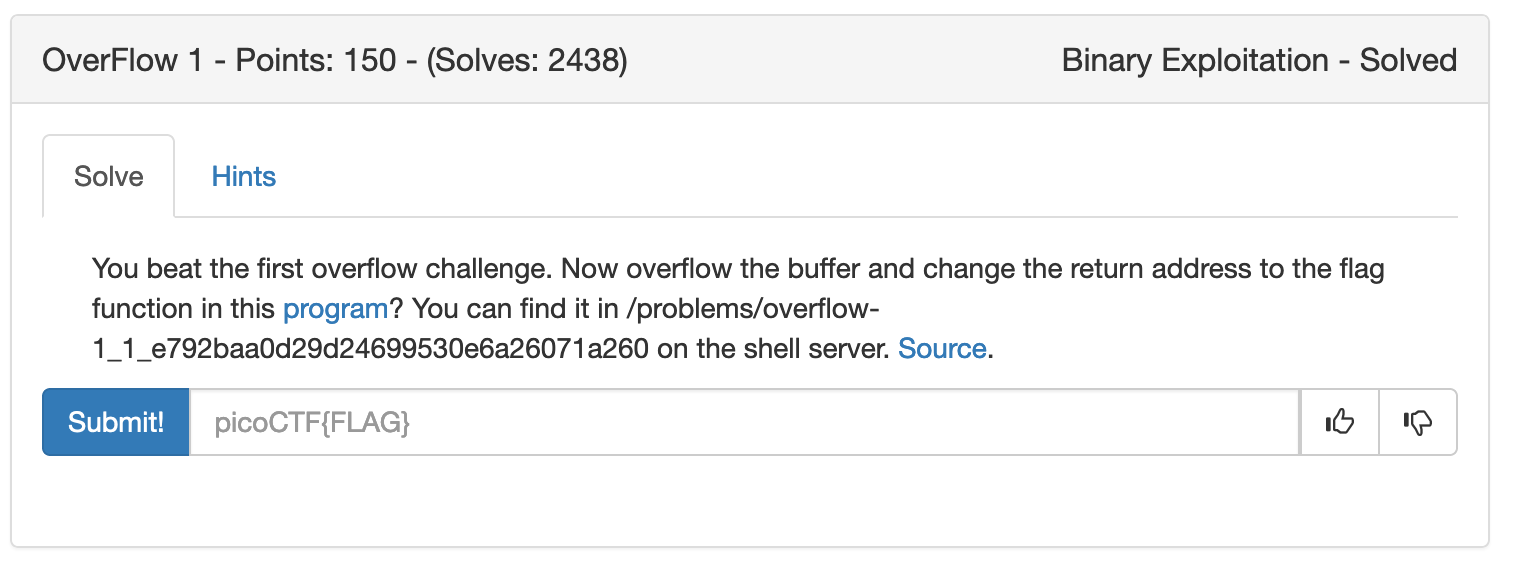 OverFlow 1 - Points: 150 - (Solves: 2438)
Binary Exploitation - Solved
Solve
Hints
You beat the first overflow challenge. Now overflow the buffer and change the return address to the flag
function in this program? You can find it in /problems/overflow-
1_1_e792baa0d29d24699530e6a26071a260 on the shell server. Source.
Submit!
picoCTF{FLAG}